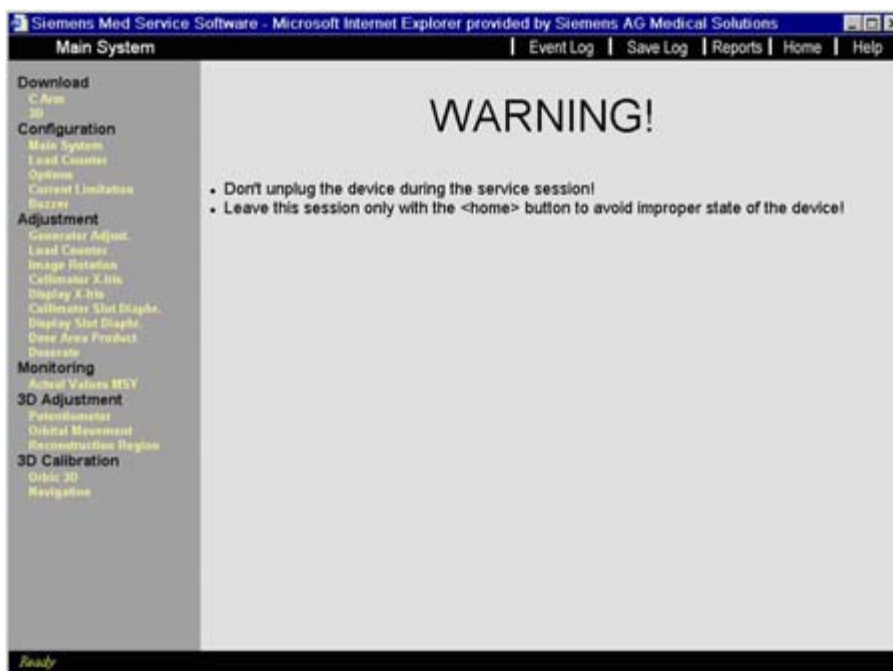 Siemens Med Service Software - Microsoft Internet Explorer provided by Siemens AG Medical Solutions
Main System
Event Log
Save Log
Reports
Home
Help
Download
C Arm
3D
Configuration
Main System
Load Counter
Options
Current Limitation
Buzzer
Adjustment
Generator Adjust.
Load Counter
Image Rotation
Collimator X-Iris
Display X-Iris
Collimator Slot Diaphr.
Display Slot Diaphr.
Dose Area Product
Doserate
Monitoring
Actual Values MSY
3D Adjustment
Potentiometer
Orbital Movement
Reconstruction Region
3D Calibration
Orbic 3D
Navigation
WARNING!
• Don't unplug the device during the service session!
• Leave this session only with the <home> button to avoid improper state of the device!
Ready